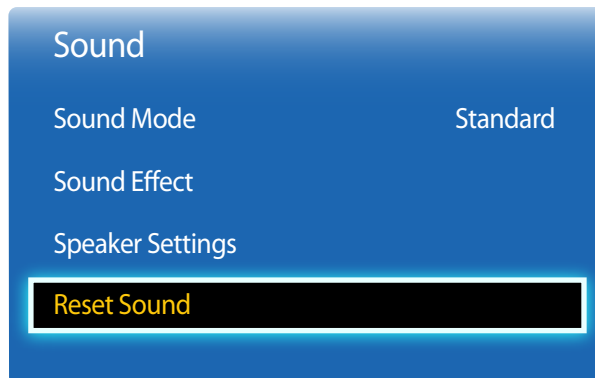 Sound
Sound Mode Standard
Sound Effect
Speaker Settings
Reset Sound